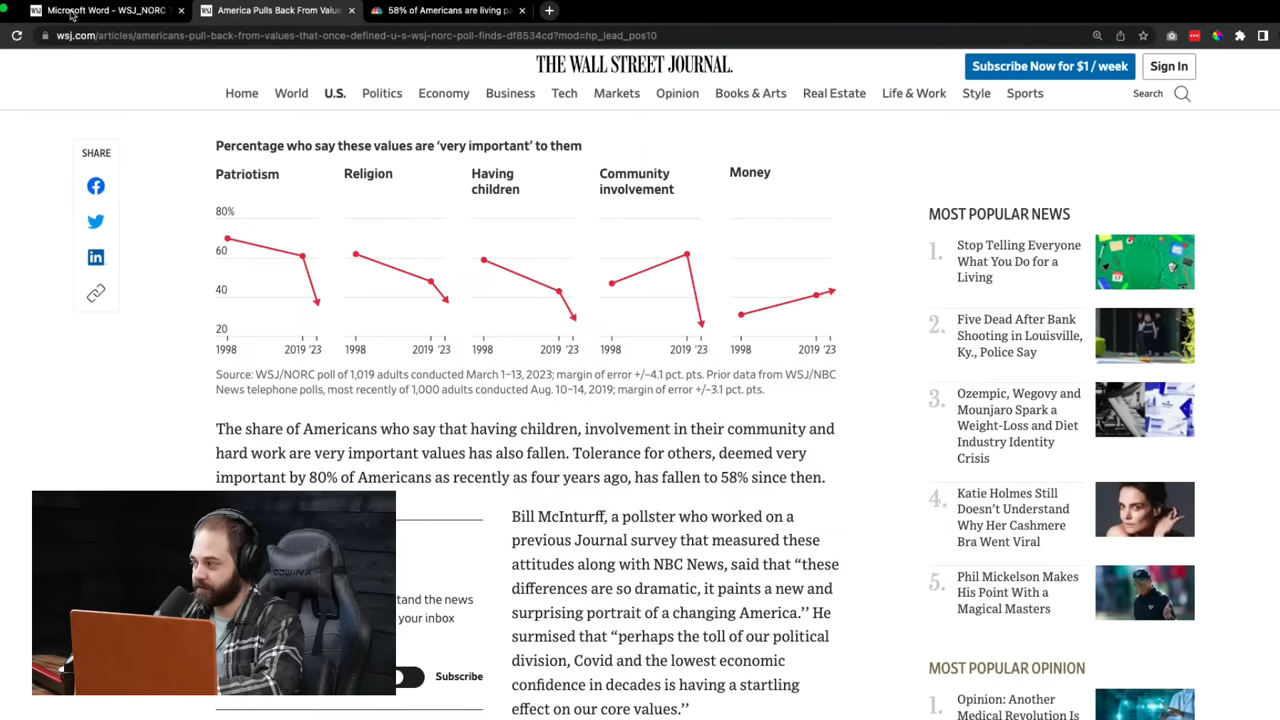 Microsoft Word - WSJ_NORC
America Pulls Back From Value
58% of Americans are living pa
wsj.com/articles/americans-pull-back-from-values-that-once-defined-u-s-wsj-norc-poll-finds-df8534cd?mod=hp_lead_pos10
THE WALL STREET JOURNAL.
Subscribe Now for $1 / week
Sign In
Home World U.S. Politics Economy Business Tech Markets Opinion Books & Arts Real Estate Life & Work Style Sports
Search
SHARE
Percentage who say these values are ‘very important’ to them
Patriotism
Religion
Having
children
Community
involvement
Money
80%
60
40
20
1998 2019 ’23
1998 2019 ’23
1998 2019 ’23
1998 2019 ’23
1998 2019 ’23
Source: WSJ/NORC poll of 1,019 adults conducted March 1–13, 2023; margin of error +/–4.1 pct. pts. Prior data from WSJ/NBC
News telephone polls, most recently of 1,000 adults conducted Aug. 10–14, 2019; margin of error +/–3.1 pct. pts.
The share of Americans who say that having children, involvement in their community and
hard work are very important values has also fallen. Tolerance for others, deemed very
important by 80% of Americans as recently as four years ago, has fallen to 58% since then.
Bill McInturff, a pollster who worked on a
previous Journal survey that measured these
attitudes along with NBC News, said that “these
differences are so dramatic, it paints a new and
surprising portrait of a changing America.’’ He
surmised that “perhaps the toll of our political
division, Covid and the lowest economic
confidence in decades is having a startling
effect on our core values.’’
tand the news
your inbox
Subscribe
MOST POPULAR NEWS
1.
Stop Telling Everyone
What You Do for a
Living
2.
Five Dead After Bank
Shooting in Louisville,
Ky., Police Say
3.
Ozempic, Wegovy and
Mounjaro Spark a
Weight-Loss and Diet
Industry Identity
Crisis
4.
Katie Holmes Still
Doesn’t Understand
Why Her Cashmere
Bra Went Viral
5.
Phil Mickelson Makes
His Point With a
Magical Masters
MOST POPULAR OPINION
1.
Opinion: Another
Medical Revolution Is